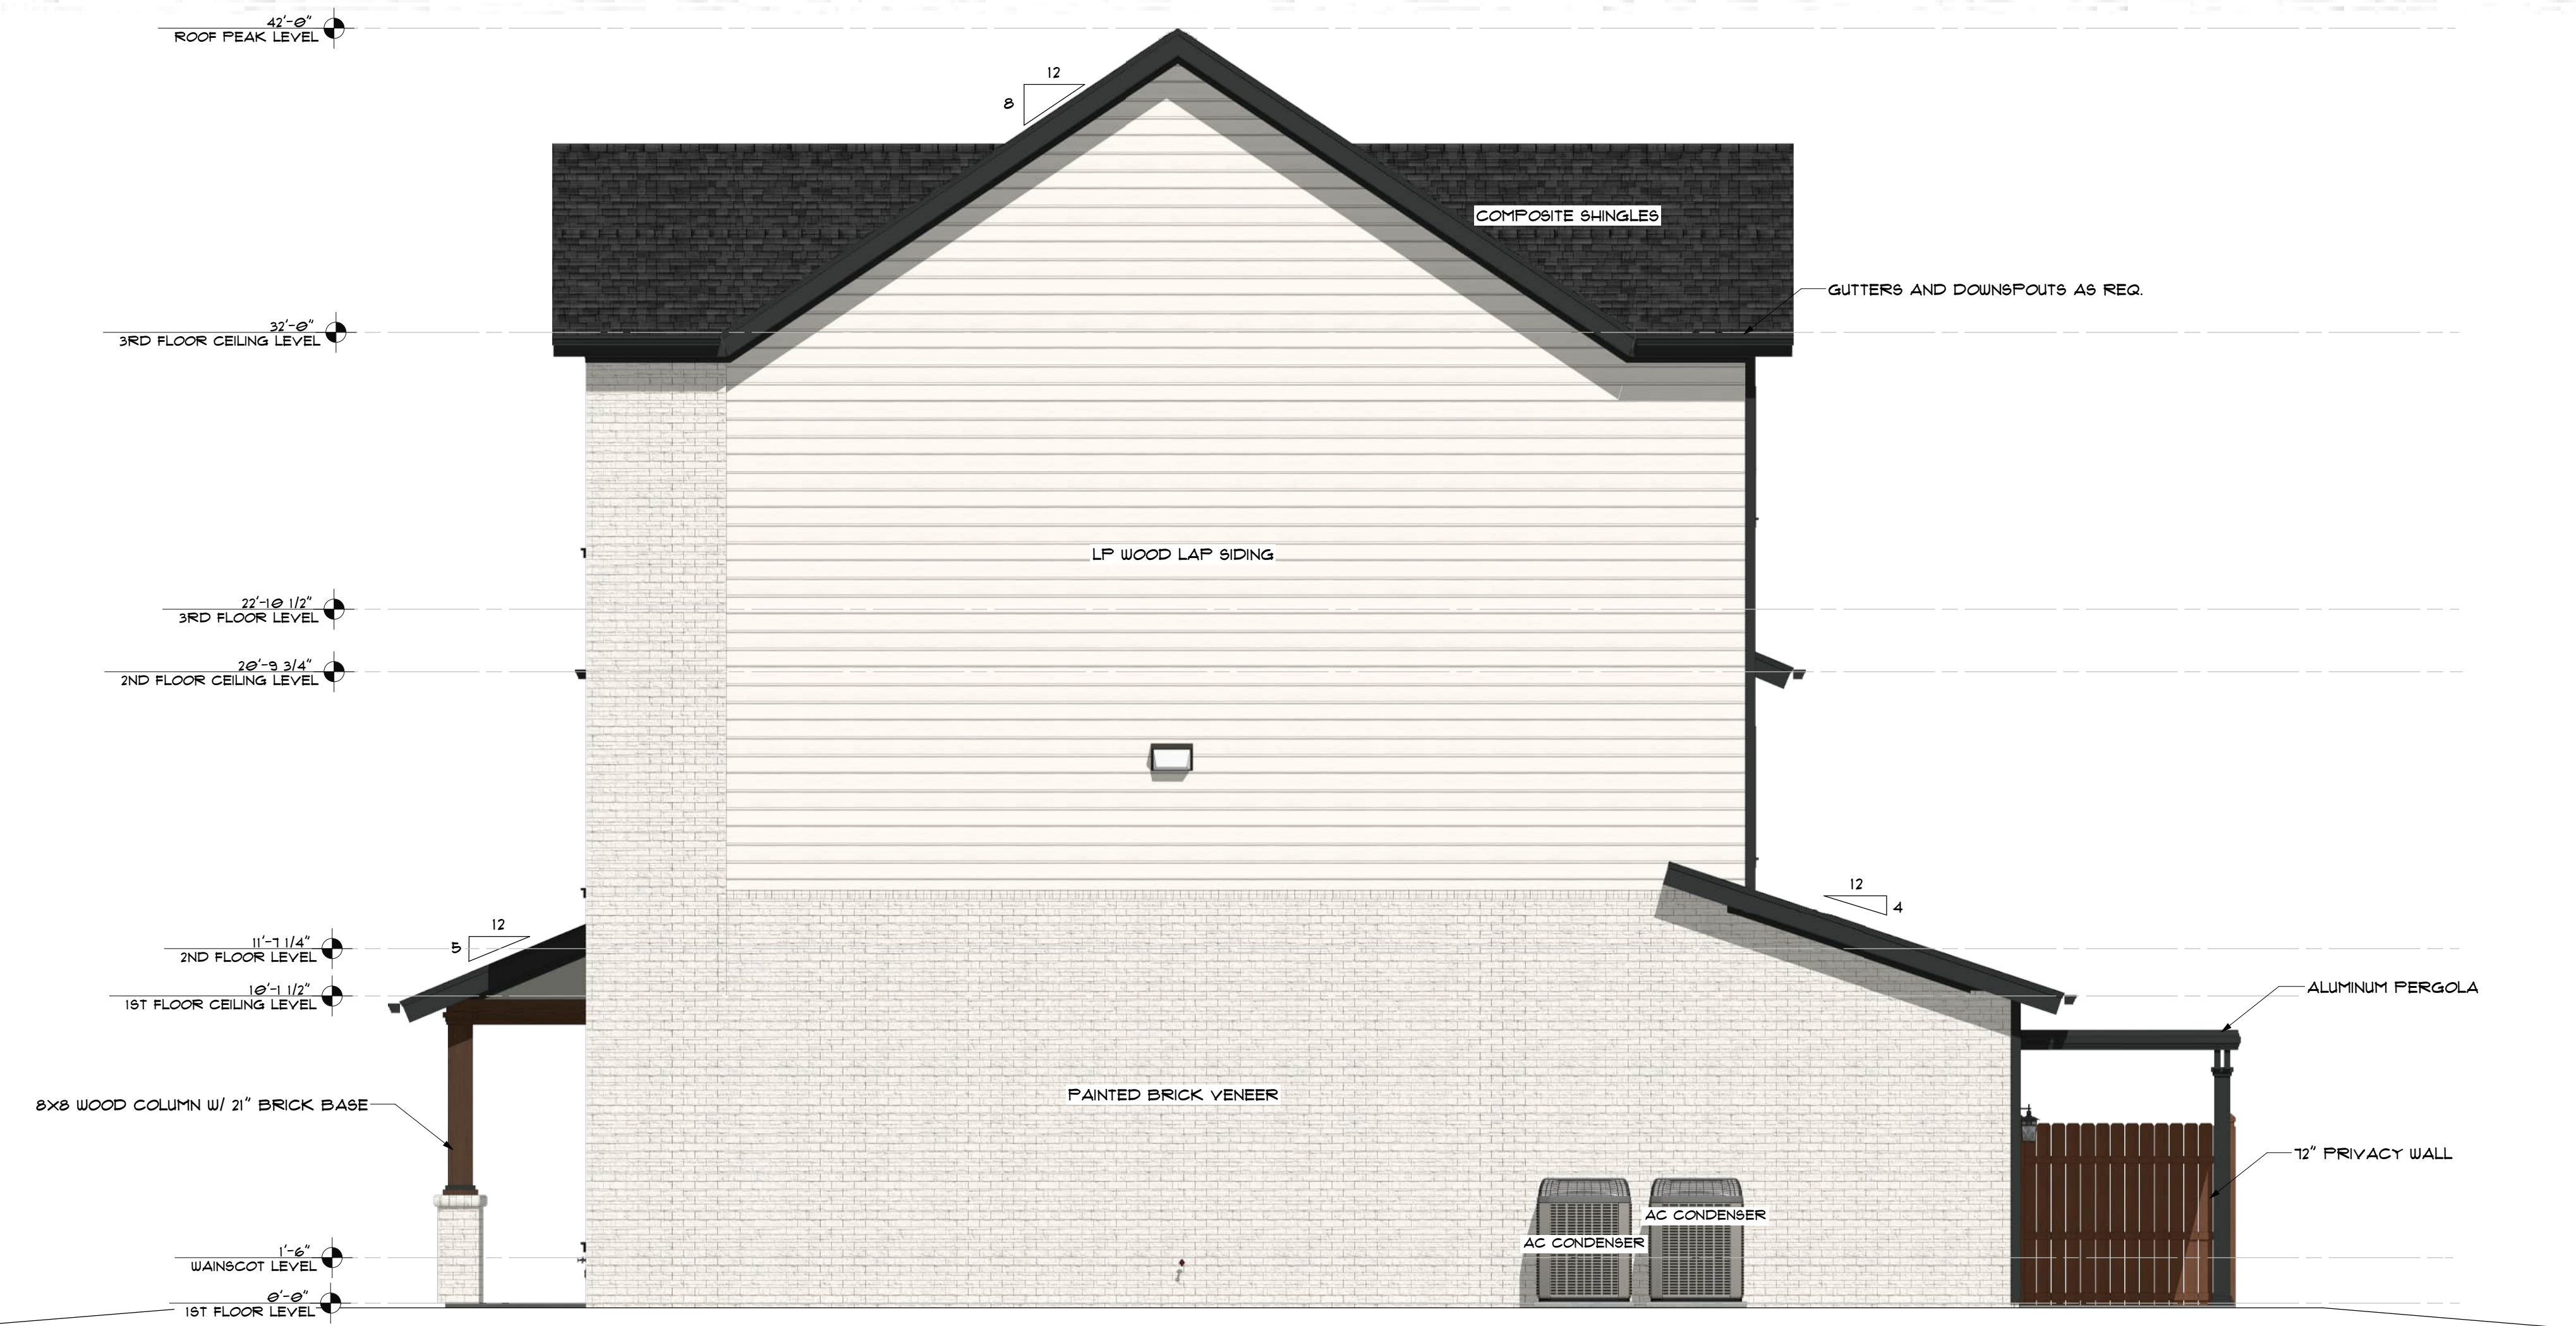 42'-0"
ROOF PEAK LEVEL
12
8
COMPOSITE SHINGLES
GUTTERS AND DOWNSPOUTS AS REQ.
32'-0"
3RD FLOOR CEILING LEVEL
LP WOOD LAP SIDING
22'-10 1/2"
3RD FLOOR LEVEL
20'-9 3/4"
2ND FLOOR CEILING LEVEL
12
4
12
5
11'-7 1/4"
2ND FLOOR LEVEL
10'-1 1/2"
1ST FLOOR CEILING LEVEL
ALUMINUM PERGOLA
PAINTED BRICK VENEER
8X8 WOOD COLUMN W/ 21" BRICK BASE
72" PRIVACY WALL
AC CONDENSER
AC CONDENSER
1'-6"
WAINSCOT LEVEL
0'-0"
1ST FLOOR LEVEL